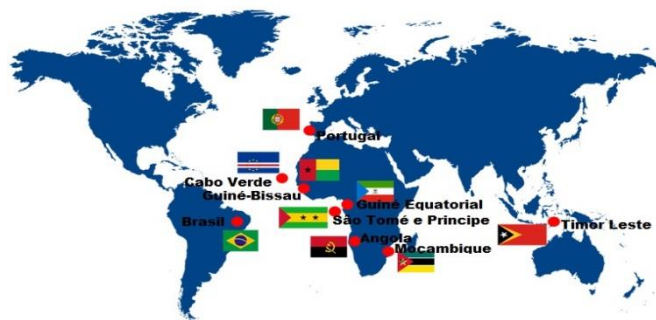 Portugal
Cabo Verde
Guiné-Bissau
Guiné Equatorial
São Tomé e Principe
Brasil
Timor Leste
Angola
Moçambique